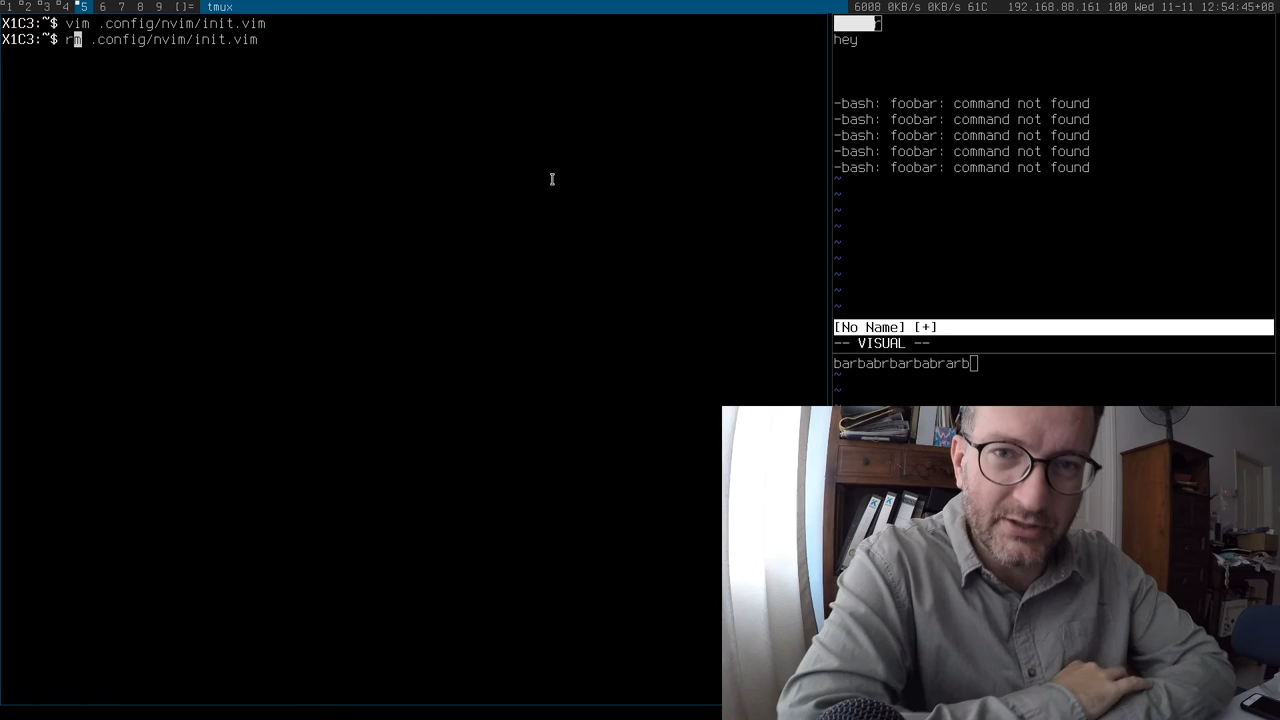 1 2 3 4 5 6 7 8 9 []= tmux 6008 0KB/s 0KB/s 61C 192.168.88.161 100 Wed 11-11 12:54:45+08
X1C3:~$ vim .config/nvim/init.vim
X1C3:~$ rm .config/nvim/init.vim
hey
-bash: foobar: command not found
-bash: foobar: command not found
-bash: foobar: command not found
-bash: foobar: command not found
-bash: foobar: command not found
~
~
~
~
~
~
~
~
~
[No Name] [+]
-- VISUAL --
barbabrbarbabrarb
~
~